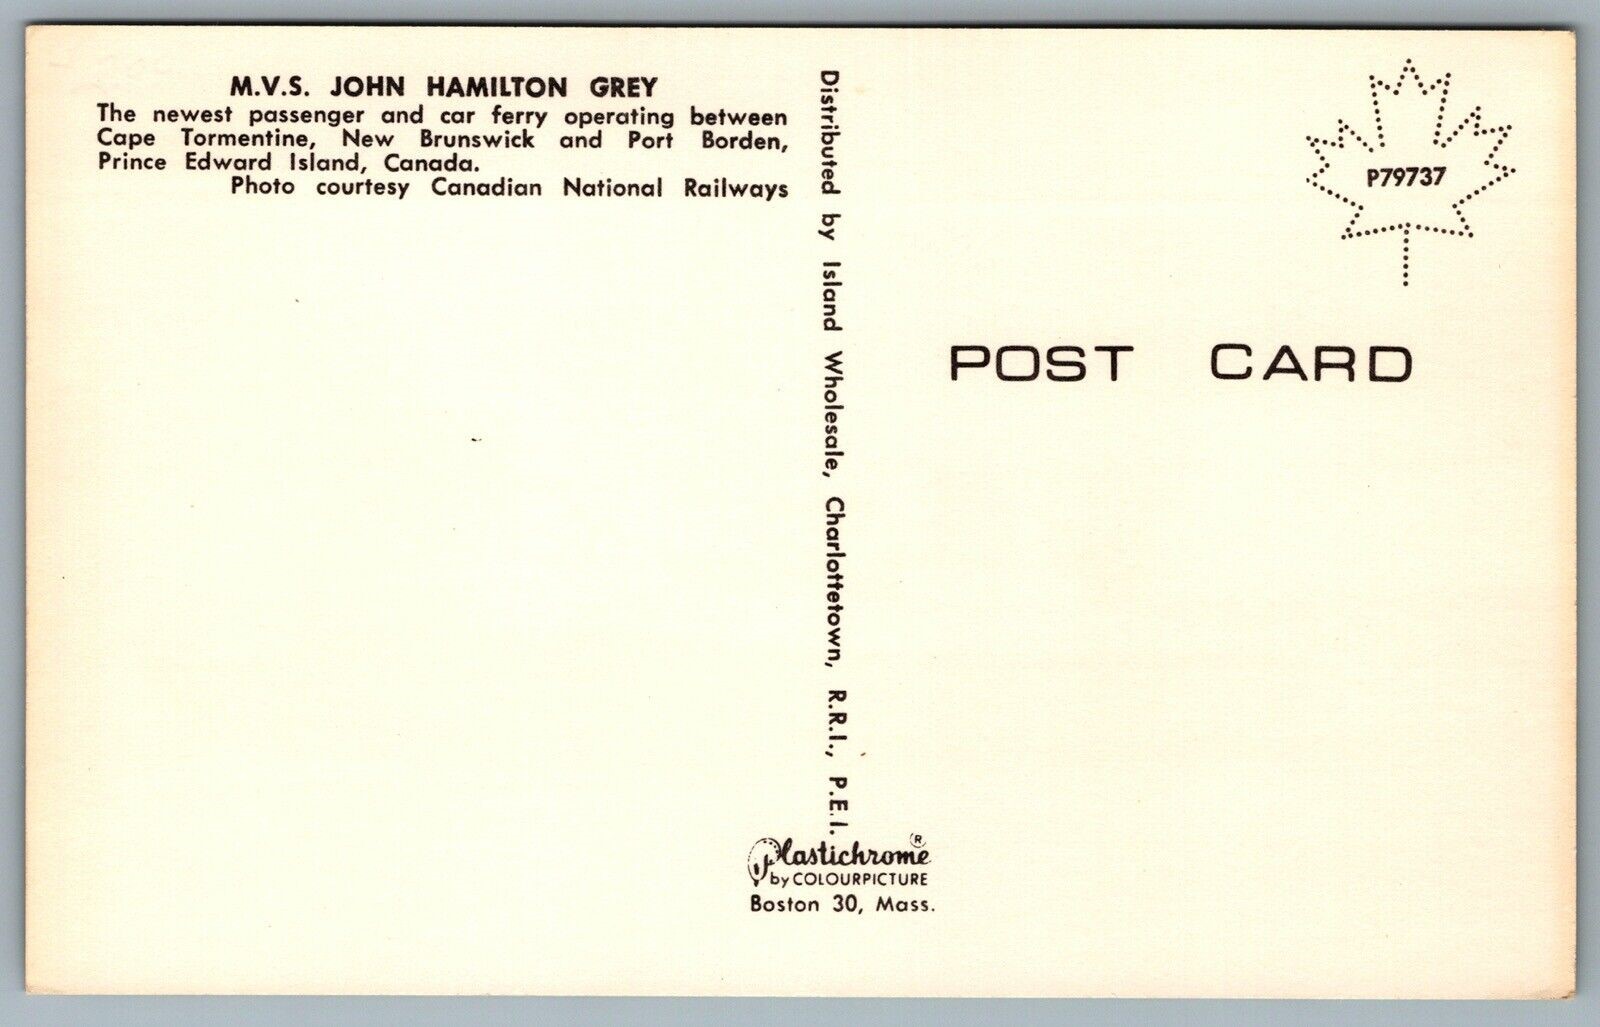 M.V.S. JOHN HAMILTON GREY
The newest passenger and car ferry operating between
Cape Tormentine, New Brunswick and Port Borden,
Prince Edward Island, Canada.
Photo courtesy Canadian National Railways
Distributed by Island Wholesale, Charlottetown, R.R.I., P.E.I.
Plastichrome ®
by COLOURPICTURE
Boston 30, Mass.
P79737
POST CARD